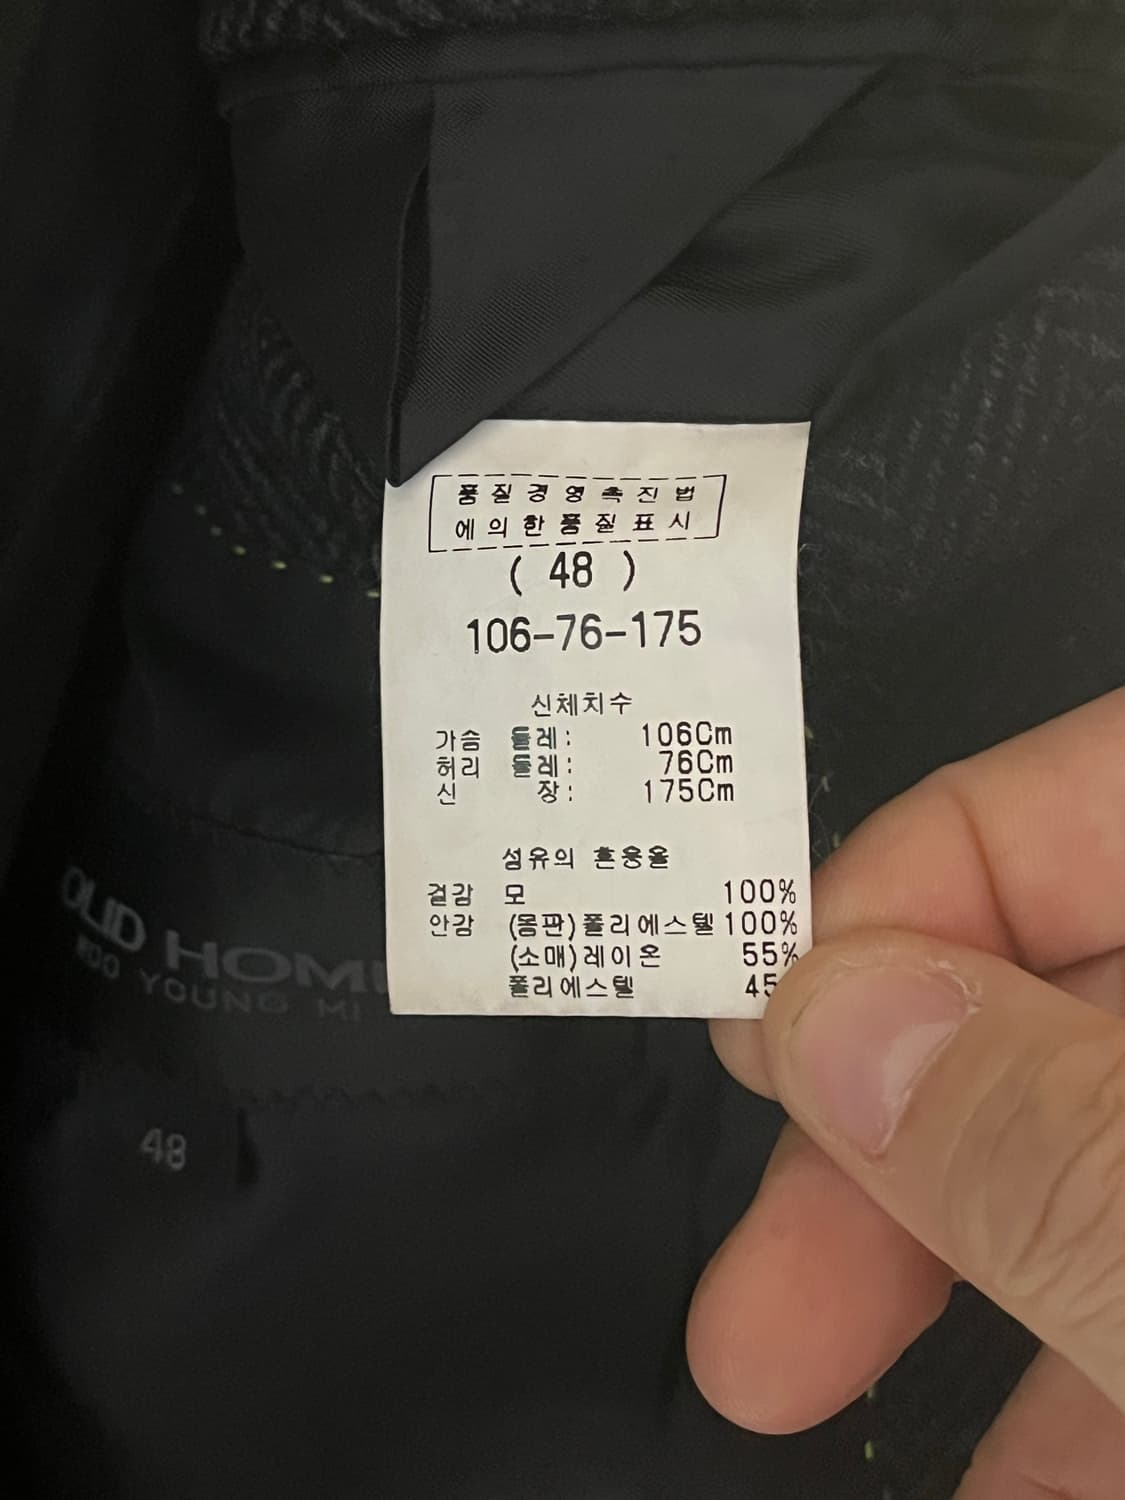 품질경영촉진법
에의한품질표시
( 48 )
106-76-175
신체치수
가슴 둘레: 106Cm
허리 둘레: 76Cm
신 장: 175Cm
섬유의 혼용율
겉감 모 100%
안감 (몸판)폴리에스텔 100%
(소매)레이온 55%
폴리에스텔 45
OLID HOM
WOO YOUNG MI
48